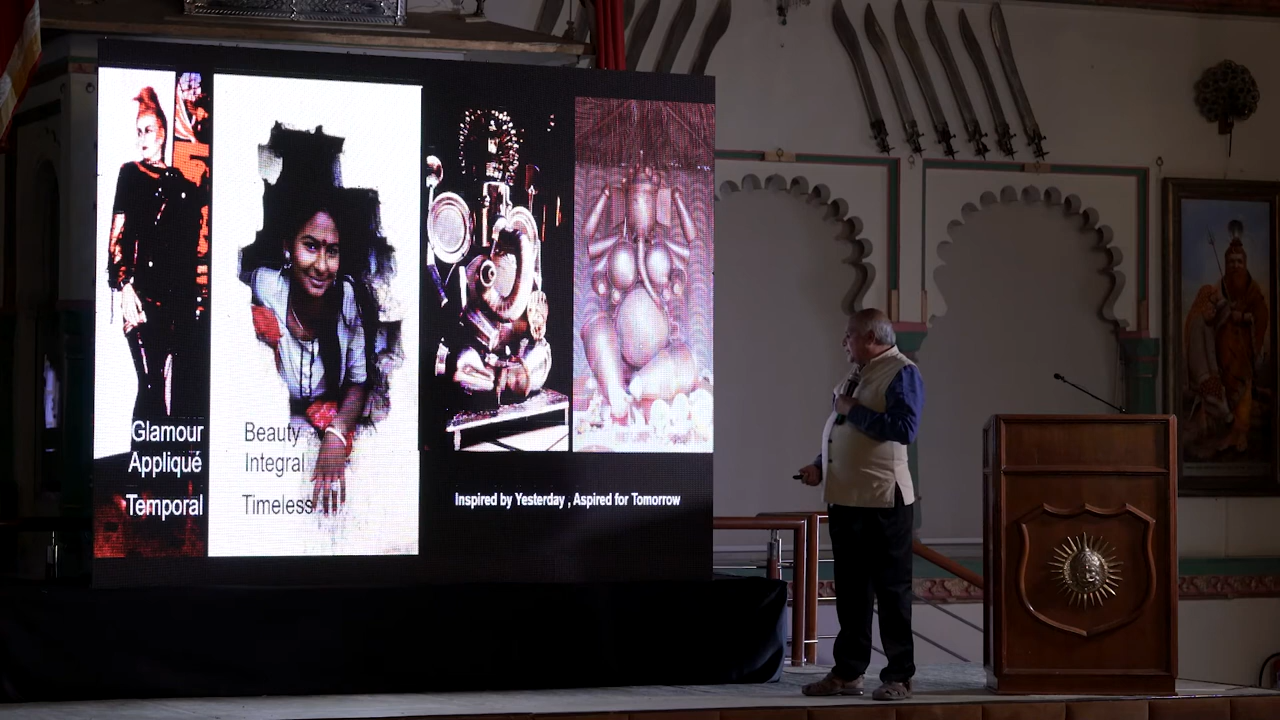 Glamour
Appliqué
Temporal
Beauty
Integral
Timeless
Inspired by Yesterday , Aspired for Tomorrow